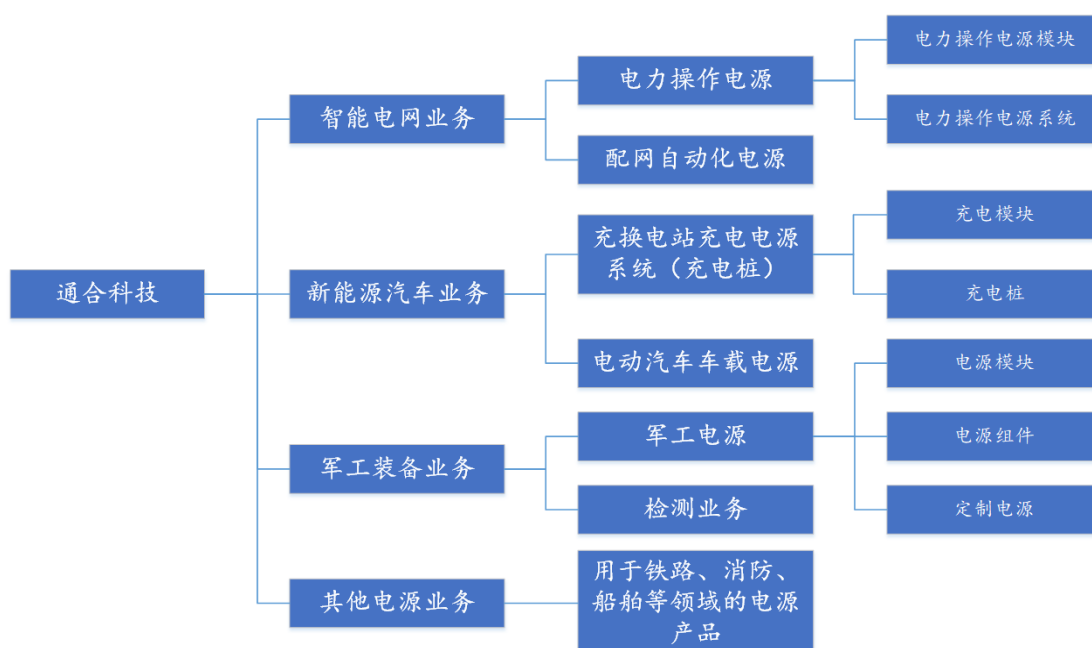 通合科技
智能电网业务
电力操作电源
电力操作电源模块
电力操作电源系统
配网自动化电源
新能源汽车业务
充换电站充电电源
系统（充电桩）
充电模块
充电桩
电动汽车车载电源
军工装备业务
军工电源
电源模块
电源组件
定制电源
检测业务
其他电源业务
用于铁路、消防、
船舶等领域的电源
产品